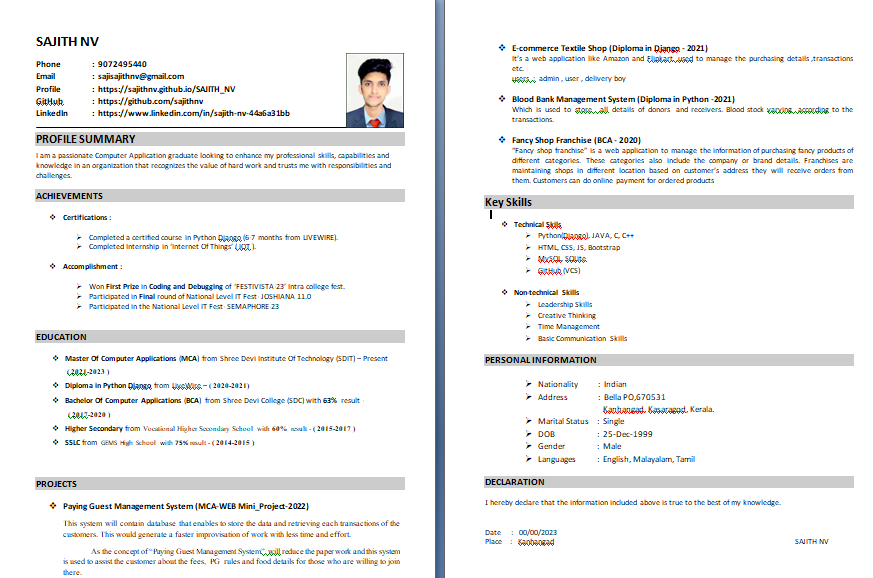 SAJITH NV
Phone : 9072495440
Email : sajisajithnv@gmail.com
Profile : https://sajithnv.github.io/SAJITH_NV
GitHub : https://github.com/sajithnv
LinkedIn : https://www.linkedin.com/in/sajith-nv-44a6a31bb
PROFILE SUMMARY
I am a passionate Computer Application graduate looking to enhance my professional skills, capabilities and
knowledge in an organization that recognizes the value of hard work and trusts me with responsibilities and
challenges.
ACHIEVEMENTS
Certifications :
Completed a certified course in Python Django (6-7 months from LIVEWIRE).
Completed Internship in 'Internet Of Things' ( IOT ).
Accomplishment :
Won First Prize in Coding and Debugging of 'FESTIVISTA 23' Intra college fest.
Participated in Final round of National Level IT Fest- JOSHIANA 11.0
Participated in the National Level IT Fest- SEMAPHORE 23
EDUCATION
Master Of Computer Applications (MCA) from Shree Devi Institute Of Technology (SDIT) – Present
( 2021-2023 )
Diploma in Python Django from LiveWire – ( 2020-2021)
Bachelor Of Computer Applications (BCA) from Shree Devi College (SDC) with 63% result -
( 2017-2020 )
Higher Secondary from Vocational Higher Secondary School with 60% result - ( 2015-2017 )
SSLC from GEMS High School with 75% result - ( 2014-2015 )
PROJECTS
Paying Guest Management System (MCA-WEB Mini_Project-2022)
This system will contain database that enables to store the data and retrieving each transactions of the
customers. This would generate a faster improvisation of work with less time and effort.
As the concept of "Paying Guest Management System", will reduce the paper work and this system
is used to assist the customer about the fees, PG rules and food details for those who are willing to join
there.
E-commerce Textile Shop (Diploma in Django - 2021)
It's a web application like Amazon and Flipkart ,used to manage the purchasing details ,transactions
etc.
users , admin , user , delivery boy
Blood Bank Management System (Diploma in Python -2021)
Which is used to store all details of donors and receivers. Blood stock varying according to the
transactions.
Fancy Shop Franchise (BCA - 2020)
"Fancy shop franchise" is a web application to manage the information of purchasing fancy products of
different categories. These categories also include the company or brand details. Franchises are
maintaining shops in different location based on customer's address they will receive orders from
them. Customers can do online payment for ordered products
Key Skills
Technical Skills
Python(Django), JAVA, C, C++
HTML, CSS, JS, Bootstrap
MySQL, SQLite
GitHub (VCS)
Non-technical Skills
Leadership Skills
Creative Thinking
Time Management
Basic Communication Skills
PERSONAL INFORMATION
Nationality : Indian
Address : Bella PO,670531
Kanhangad, Kasaragod, Kerala.
Marital Status : Single
DOB : 25-Dec-1999
Gender : Male
Languages : English, Malayalam, Tamil
DECLARATION
I hereby declare that the information included above is true to the best of my knowledge.
Date : 00/00/2023
Place : Kanhangad SAJITH NV